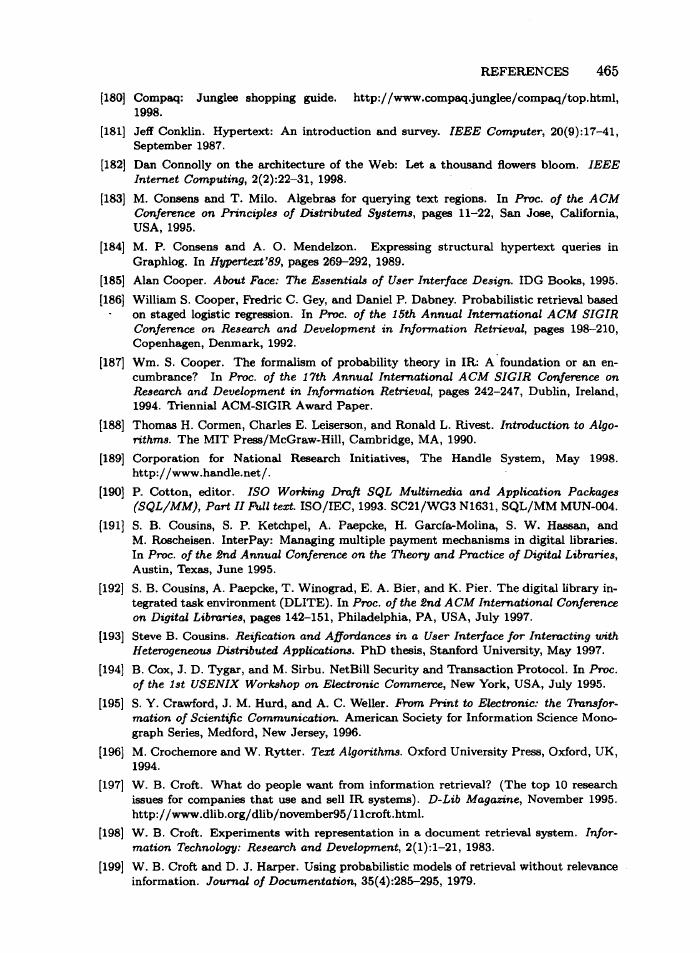 REFERENCES 465
[180] Compaq: Junglee shopping guide. http://www.compaq.junglee/compaq/top.html,
1998.
[181] Jeff Conklin. Hypertext: An introduction and survey. IEEE Computer, 20(9):17–41,
September 1987.
[182] Dan Connolly on the architecture of the Web: Let a thousand flowers bloom. IEEE
Internet Computing, 2(2):22–31, 1998.
[183] M. Consens and T. Milo. Algebras for querying text regions. In Proc. of the ACM
Conference on Principles of Distributed Systems, pages 11–22, San Jose, California,
USA, 1995.
[184] M. P. Consens and A. O. Mendelzon. Expressing structural hypertext queries in
Graphlog. In Hypertext'89, pages 269–292, 1989.
[185] Alan Cooper. About Face: The Essentials of User Interface Design. IDG Books, 1995.
[186] William S. Cooper, Fredric C. Gey, and Daniel P. Dabney. Probabilistic retrieval based
on staged logistic regression. In Proc. of the 15th Annual International ACM SIGIR
Conference on Research and Development in Information Retrieval, pages 198–210,
Copenhagen, Denmark, 1992.
[187] Wm. S. Cooper. The formalism of probability theory in IR: A foundation or an en-
cumbrance? In Proc. of the 17th Annual International ACM SIGIR Conference on
Research and Development in Information Retrieval, pages 242–247, Dublin, Ireland,
1994. Triennial ACM-SIGIR Award Paper.
[188] Thomas H. Cormen, Charles E. Leiserson, and Ronald L. Rivest. Introduction to Algo-
rithms. The MIT Press/McGraw-Hill, Cambridge, MA, 1990.
[189] Corporation for National Research Initiatives, The Handle System, May 1998.
http://www.handle.net/.
[190] P. Cotton, editor. ISO Working Draft SQL Multimedia and Application Packages
(SQL/MM), Part II Full text. ISO/IEC, 1993. SC21/WG3 N1631, SQL/MM MUN-004.
[191] S. B. Cousins, S. P. Ketchpel, A. Paepcke, H. García-Molina, S. W. Hassan, and
M. Roscheisen. InterPay: Managing multiple payment mechanisms in digital libraries.
In Proc. of the 2nd Annual Conference on the Theory and Practice of Digital Libraries,
Austin, Texas, June 1995.
[192] S. B. Cousins, A. Paepcke, T. Winograd, E. A. Bier, and K. Pier. The digital library in-
tegrated task environment (DLITE). In Proc. of the 2nd ACM International Conference
on Digital Libraries, pages 142–151, Philadelphia, PA, USA, July 1997.
[193] Steve B. Cousins. Reification and Affordances in a User Interface for Interacting with
Heterogeneous Distributed Applications. PhD thesis, Stanford University, May 1997.
[194] B. Cox, J. D. Tygar, and M. Sirbu. NetBill Security and Transaction Protocol. In Proc.
of the 1st USENIX Workshop on Electronic Commerce, New York, USA, July 1995.
[195] S. Y. Crawford, J. M. Hurd, and A. C. Weller. From Print to Electronic: the Transfor-
mation of Scientific Communication. American Society for Information Science Mono-
graph Series, Medford, New Jersey, 1996.
[196] M. Crochemore and W. Rytter. Text Algorithms. Oxford University Press, Oxford, UK,
1994.
[197] W. B. Croft. What do people want from information retrieval? (The top 10 research
issues for companies that use and sell IR systems). D-Lib Magazine, November 1995.
http://www.dlib.org/dlib/november95/11croft.html.
[198] W. B. Croft. Experiments with representation in a document retrieval system. Infor-
mation Technology: Research and Development, 2(1):1–21, 1983.
[199] W. B. Croft and D. J. Harper. Using probabilistic models of retrieval without relevance
information. Journal of Documentation, 35(4):285–295, 1979.